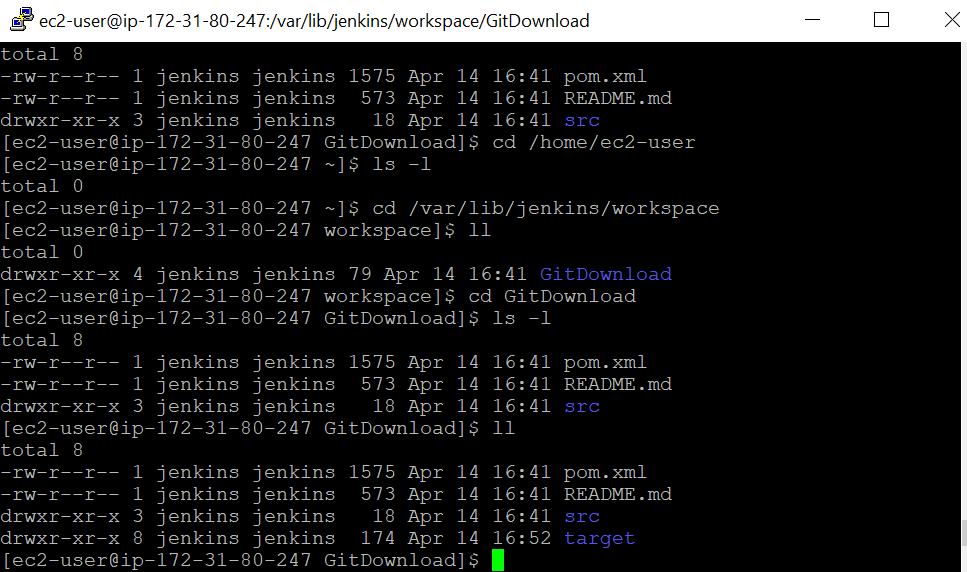 ec2-user@ip-172-31-80-247:/var/lib/jenkins/workspace/GitDownload
total 8
-rw-r--r-- 1 jenkins jenkins 1575 Apr 14 16:41 pom.xml
-rw-r--r-- 1 jenkins jenkins  573 Apr 14 16:41 README.md
drwxr-xr-x 3 jenkins jenkins   18 Apr 14 16:41 src
[ec2-user@ip-172-31-80-247 GitDownload]$ cd /home/ec2-user
[ec2-user@ip-172-31-80-247 ~]$ ls -l
total 0
[ec2-user@ip-172-31-80-247 ~]$ cd /var/lib/jenkins/workspace
[ec2-user@ip-172-31-80-247 workspace]$ ll
total 0
drwxr-xr-x 4 jenkins jenkins 79 Apr 14 16:41 GitDownload
[ec2-user@ip-172-31-80-247 workspace]$ cd GitDownload
[ec2-user@ip-172-31-80-247 GitDownload]$ ls -l
total 8
-rw-r--r-- 1 jenkins jenkins 1575 Apr 14 16:41 pom.xml
-rw-r--r-- 1 jenkins jenkins  573 Apr 14 16:41 README.md
drwxr-xr-x 3 jenkins jenkins   18 Apr 14 16:41 src
[ec2-user@ip-172-31-80-247 GitDownload]$ ll
total 8
-rw-r--r-- 1 jenkins jenkins 1575 Apr 14 16:41 pom.xml
-rw-r--r-- 1 jenkins jenkins  573 Apr 14 16:41 README.md
drwxr-xr-x 3 jenkins jenkins   18 Apr 14 16:41 src
drwxr-xr-x 8 jenkins jenkins  174 Apr 14 16:52 target
[ec2-user@ip-172-31-80-247 GitDownload]$